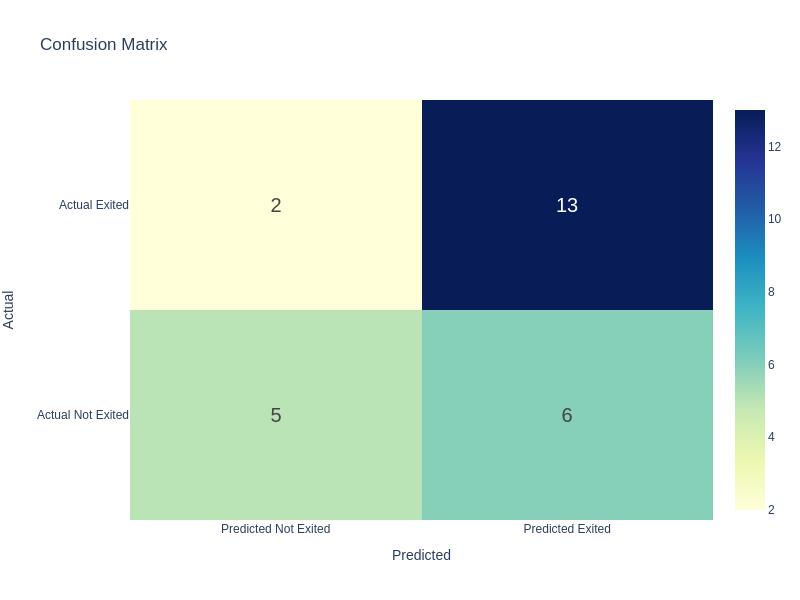 Confusion Matrix
Actual
Actual Exited
2
13
Actual Not Exited
5
6
Predicted Not Exited
Predicted Exited
Predicted
12
10
8
6
4
2